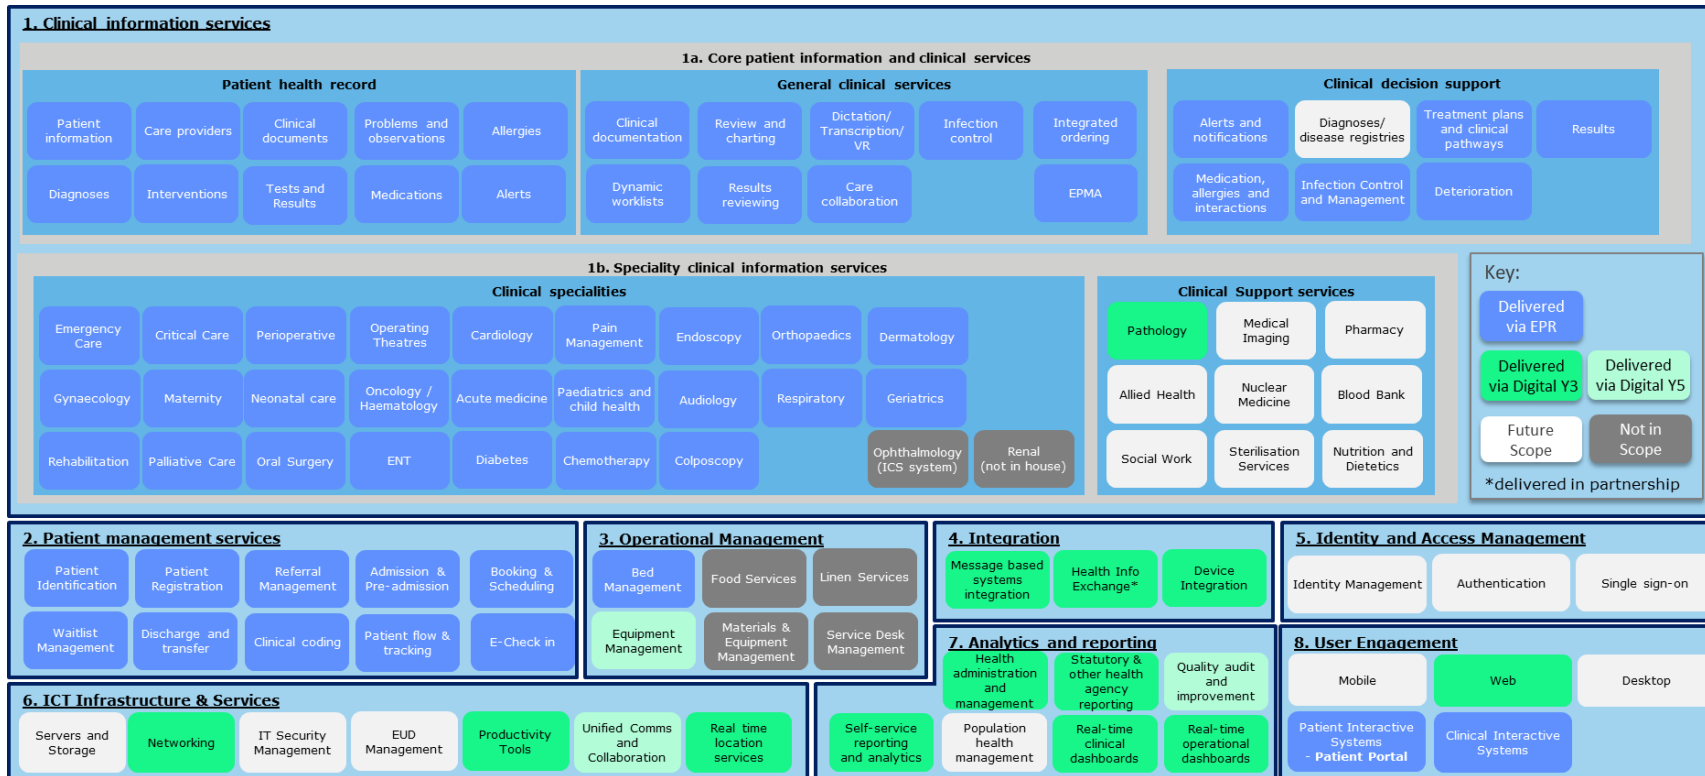 1. Clinical information services
1a. Core patient information and clinical services
Patient health record
Patient
information
Care providers
Clinical
documents
Problems and
observations
Allergies
Diagnoses
Interventions
Tests and
Results
Medications
Alerts
General clinical services
Clinical
documentation
Review and
charting
Dictation/
Transcription/
VR
Infection
control
Integrated
ordering
Dynamic
worklists
Results
reviewing
Care
collaboration
EPMA
Clinical decision support
Alerts and
notifications
Diagnoses/
disease registries
Treatment plans
and clinical
pathways
Results
Medication,
allergies and
interactions
Infection Control
and Management
Deterioration
1b. Speciality clinical information services
Clinical specialities
Emergency
Care
Critical Care
Perioperative
Operating
Theatres
Cardiology
Pain
Management
Endoscopy
Orthopaedics
Dermatology
Gynaecology
Maternity
Neonatal care
Oncology /
Haematology
Acute medicine
Paediatrics and
child health
Audiology
Respiratory
Geriatrics
Rehabilitation
Palliative Care
Oral Surgery
ENT
Diabetes
Chemotherapy
Colposcopy
Ophthalmology
(ICS system)
Renal
(not in house)
Clinical Support services
Pathology
Medical
Imaging
Pharmacy
Allied Health
Nuclear
Medicine
Blood Bank
Social Work
Sterilisation
Services
Nutrition and
Dietetics
Key:
Delivered
via EPR
Delivered
via Digital Y3
Delivered
via Digital Y5
Future
Scope
Not in
Scope
*delivered in partnership
2. Patient management services
Patient
Identification
Patient
Registration
Referral
Management
Admission &
Pre-admission
Booking &
Scheduling
Waitlist
Management
Discharge and
transfer
Clinical coding
Patient flow &
tracking
E-Check in
3. Operational Management
Bed
Management
Food Services
Linen Services
Equipment
Management
Materials &
Equipment
Management
Service Desk
Management
4. Integration
Message based
systems
integration
Health Info
Exchange*
Device
Integration
5. Identity and Access Management
Identity Management
Authentication
Single sign-on
6. ICT Infrastructure & Services
Servers and
Storage
Networking
IT Security
Management
EUD
Management
Productivity
Tools
Unified Comms
and
Collaboration
Real time
location
services
7. Analytics and reporting
Health
administration
and
management
Statutory &
other health
agency
reporting
Quality audit
and
improvement
Self-service
reporting
and analytics
Population
health
management
Real-time
clinical
dashboards
Real-time
operational
dashboards
8. User Engagement
Mobile
Web
Desktop
Patient Interactive
Systems
- Patient Portal
Clinical Interactive
Systems